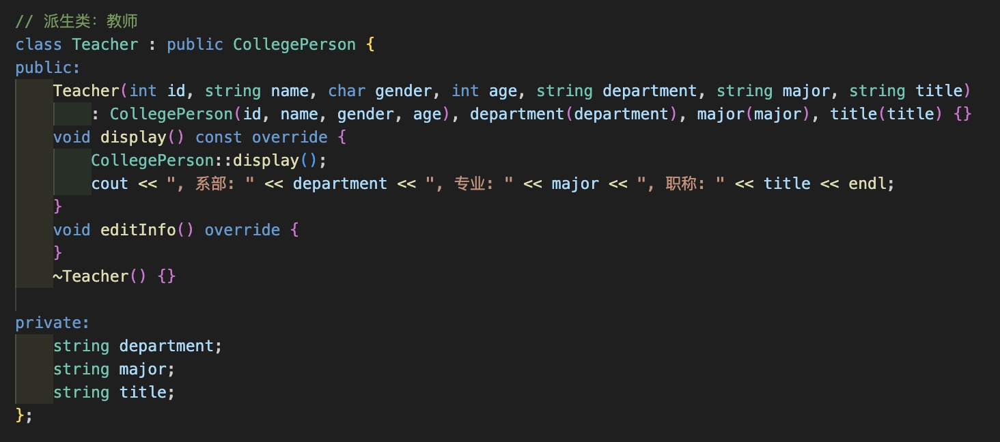 // 派生类：教师
class Teacher : public CollegePerson {
public:
    Teacher(int id, string name, char gender, int age, string department, string major, string title)
        : CollegePerson(id, name, gender, age), department(department), major(major), title(title) {}
    void display() const override {
        CollegePerson::display();
        cout << ", 系部: " << department << ", 专业: " << major << ", 职称: " << title << endl;
    }
    void editInfo() override {
    }
    ~Teacher() {}
private:
    string department;
    string major;
    string title;
};